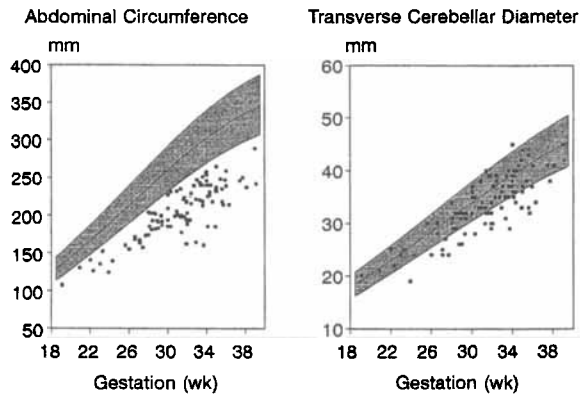 Abdominal Circumference
mm
400
350
300
250
200
150
100
50
18 22 26 30 34 38
Gestation (wk)
Transverse Cerebellar Diameter
mm
60
50
40
30
20
10
18 22 26 30 34 38
Gestation (wk)